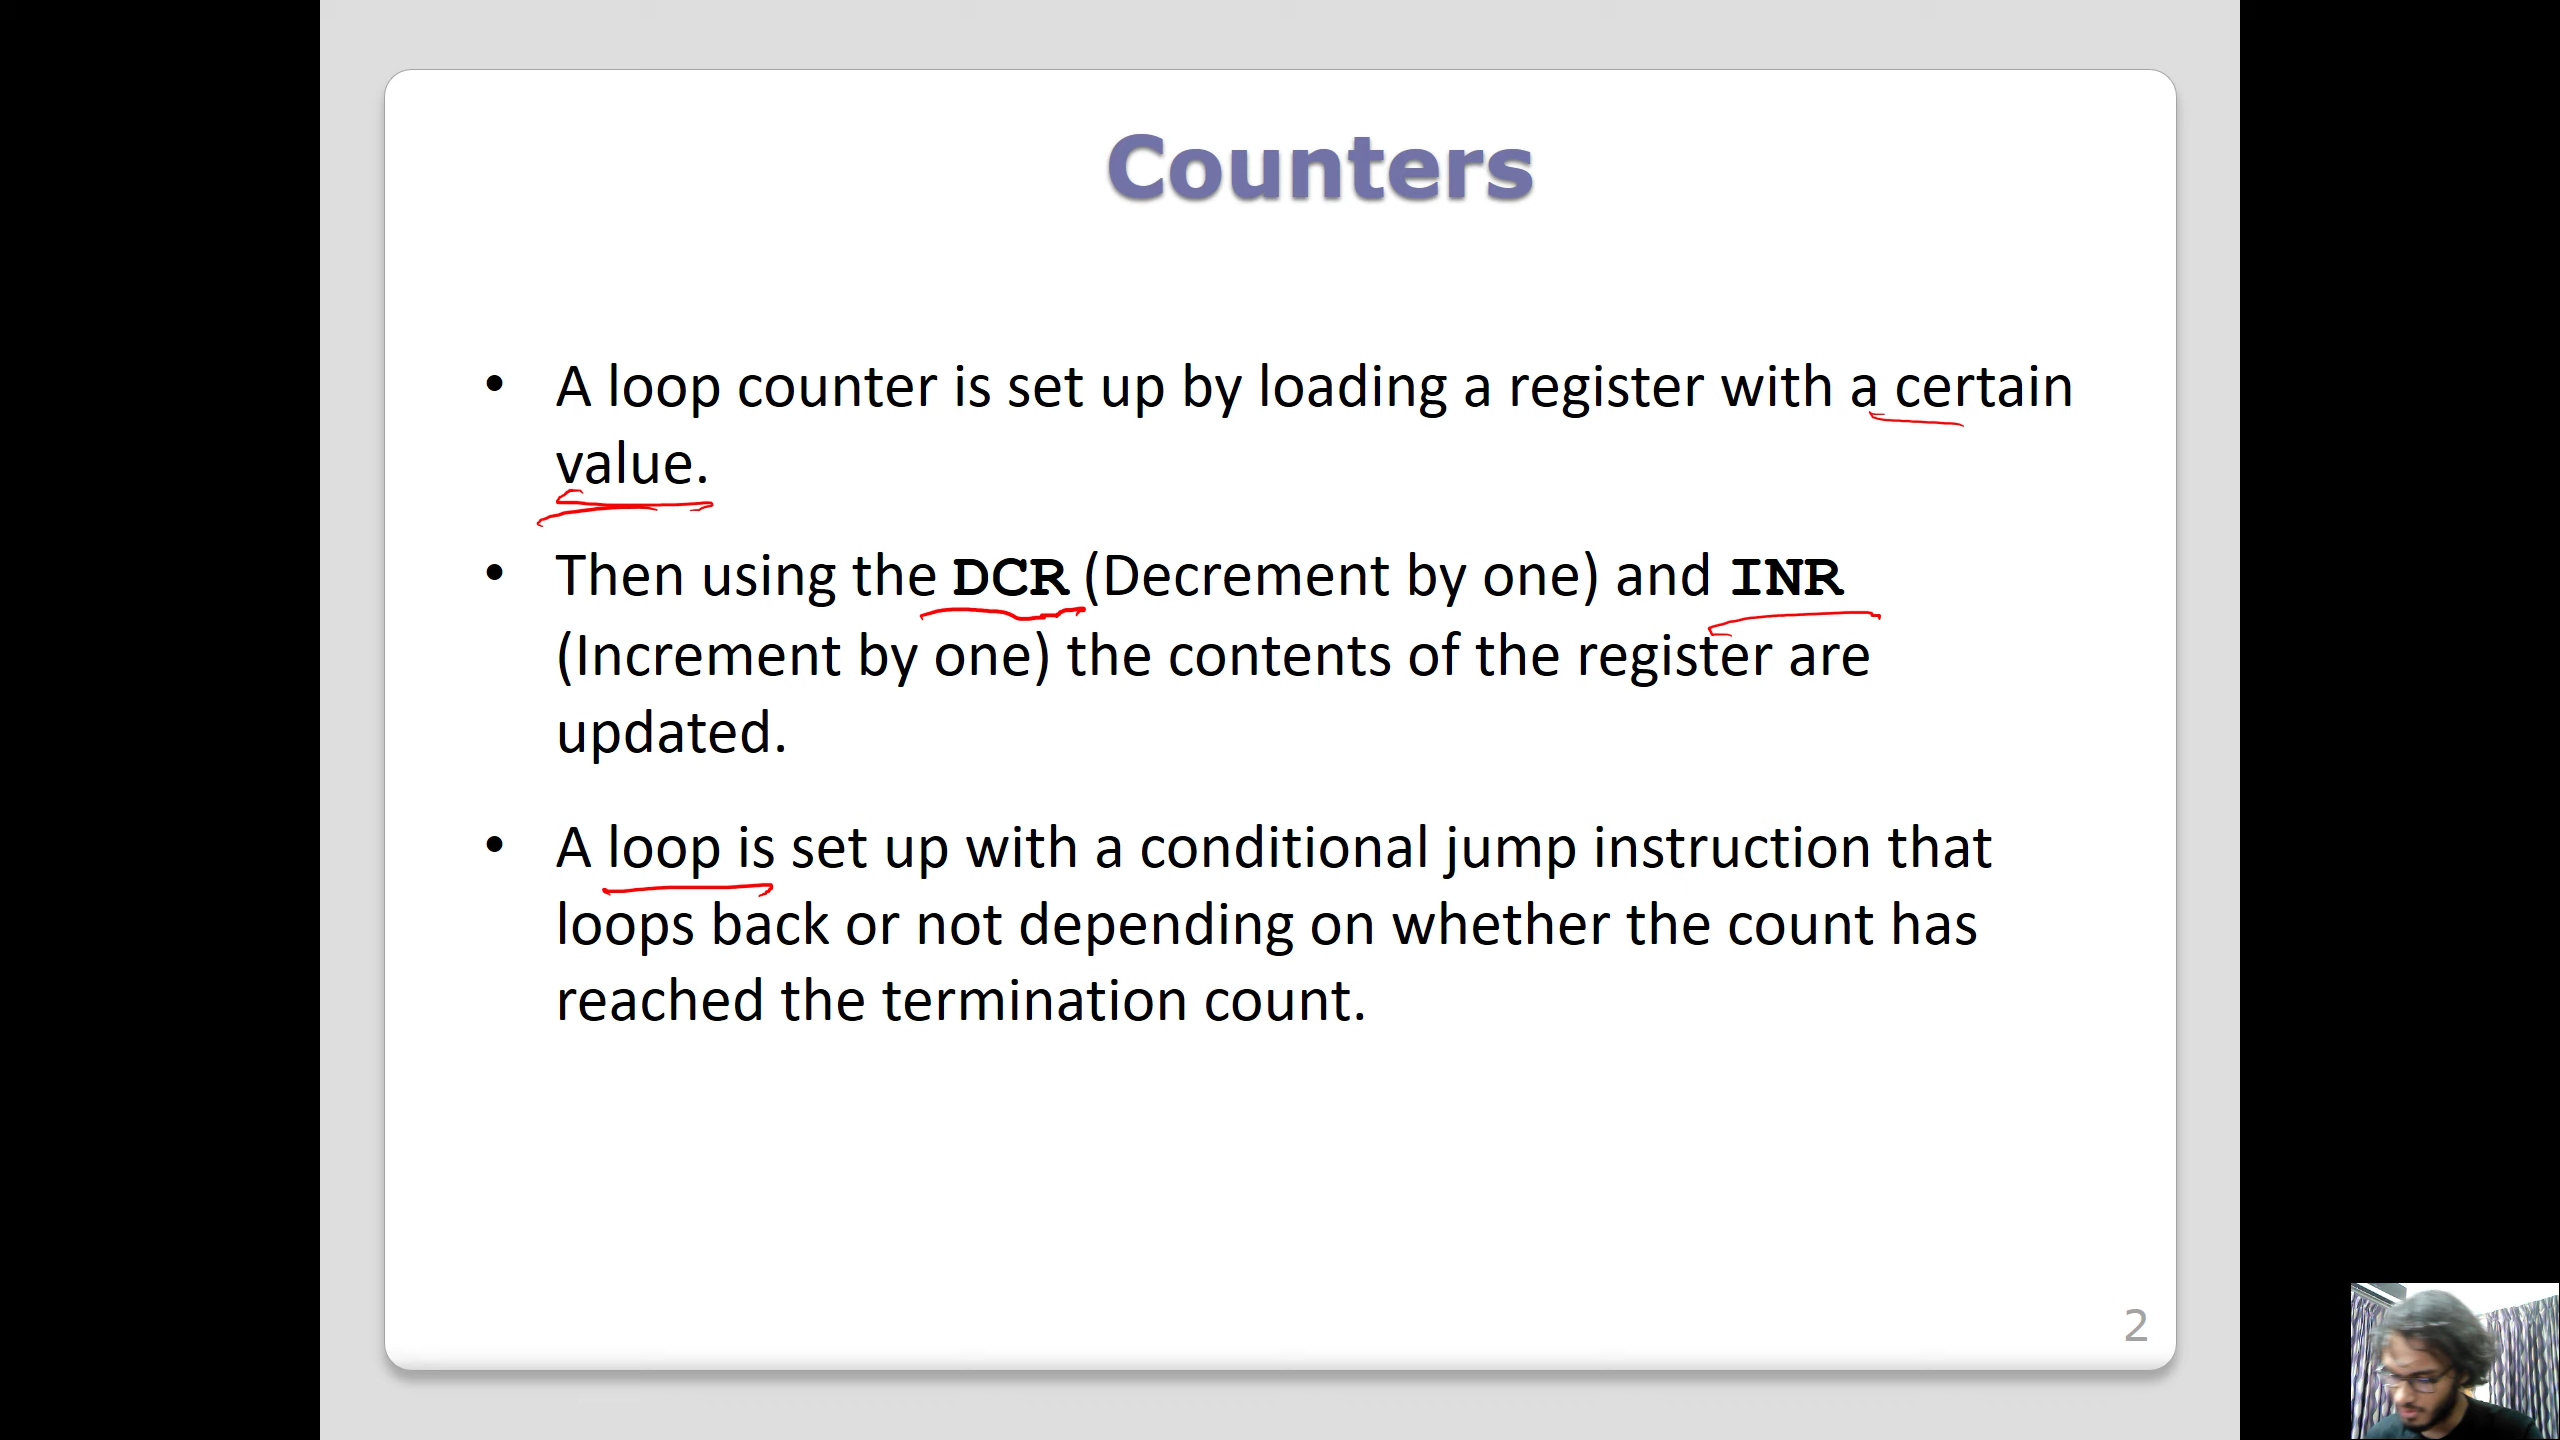 Counters
• A loop counter is set up by loading a register with a certain
value.
• Then using the DCR (Decrement by one) and INR
(Increment by one) the contents of the register are
updated.
• A loop is set up with a conditional jump instruction that
loops back or not depending on whether the count has
reached the termination count.
2